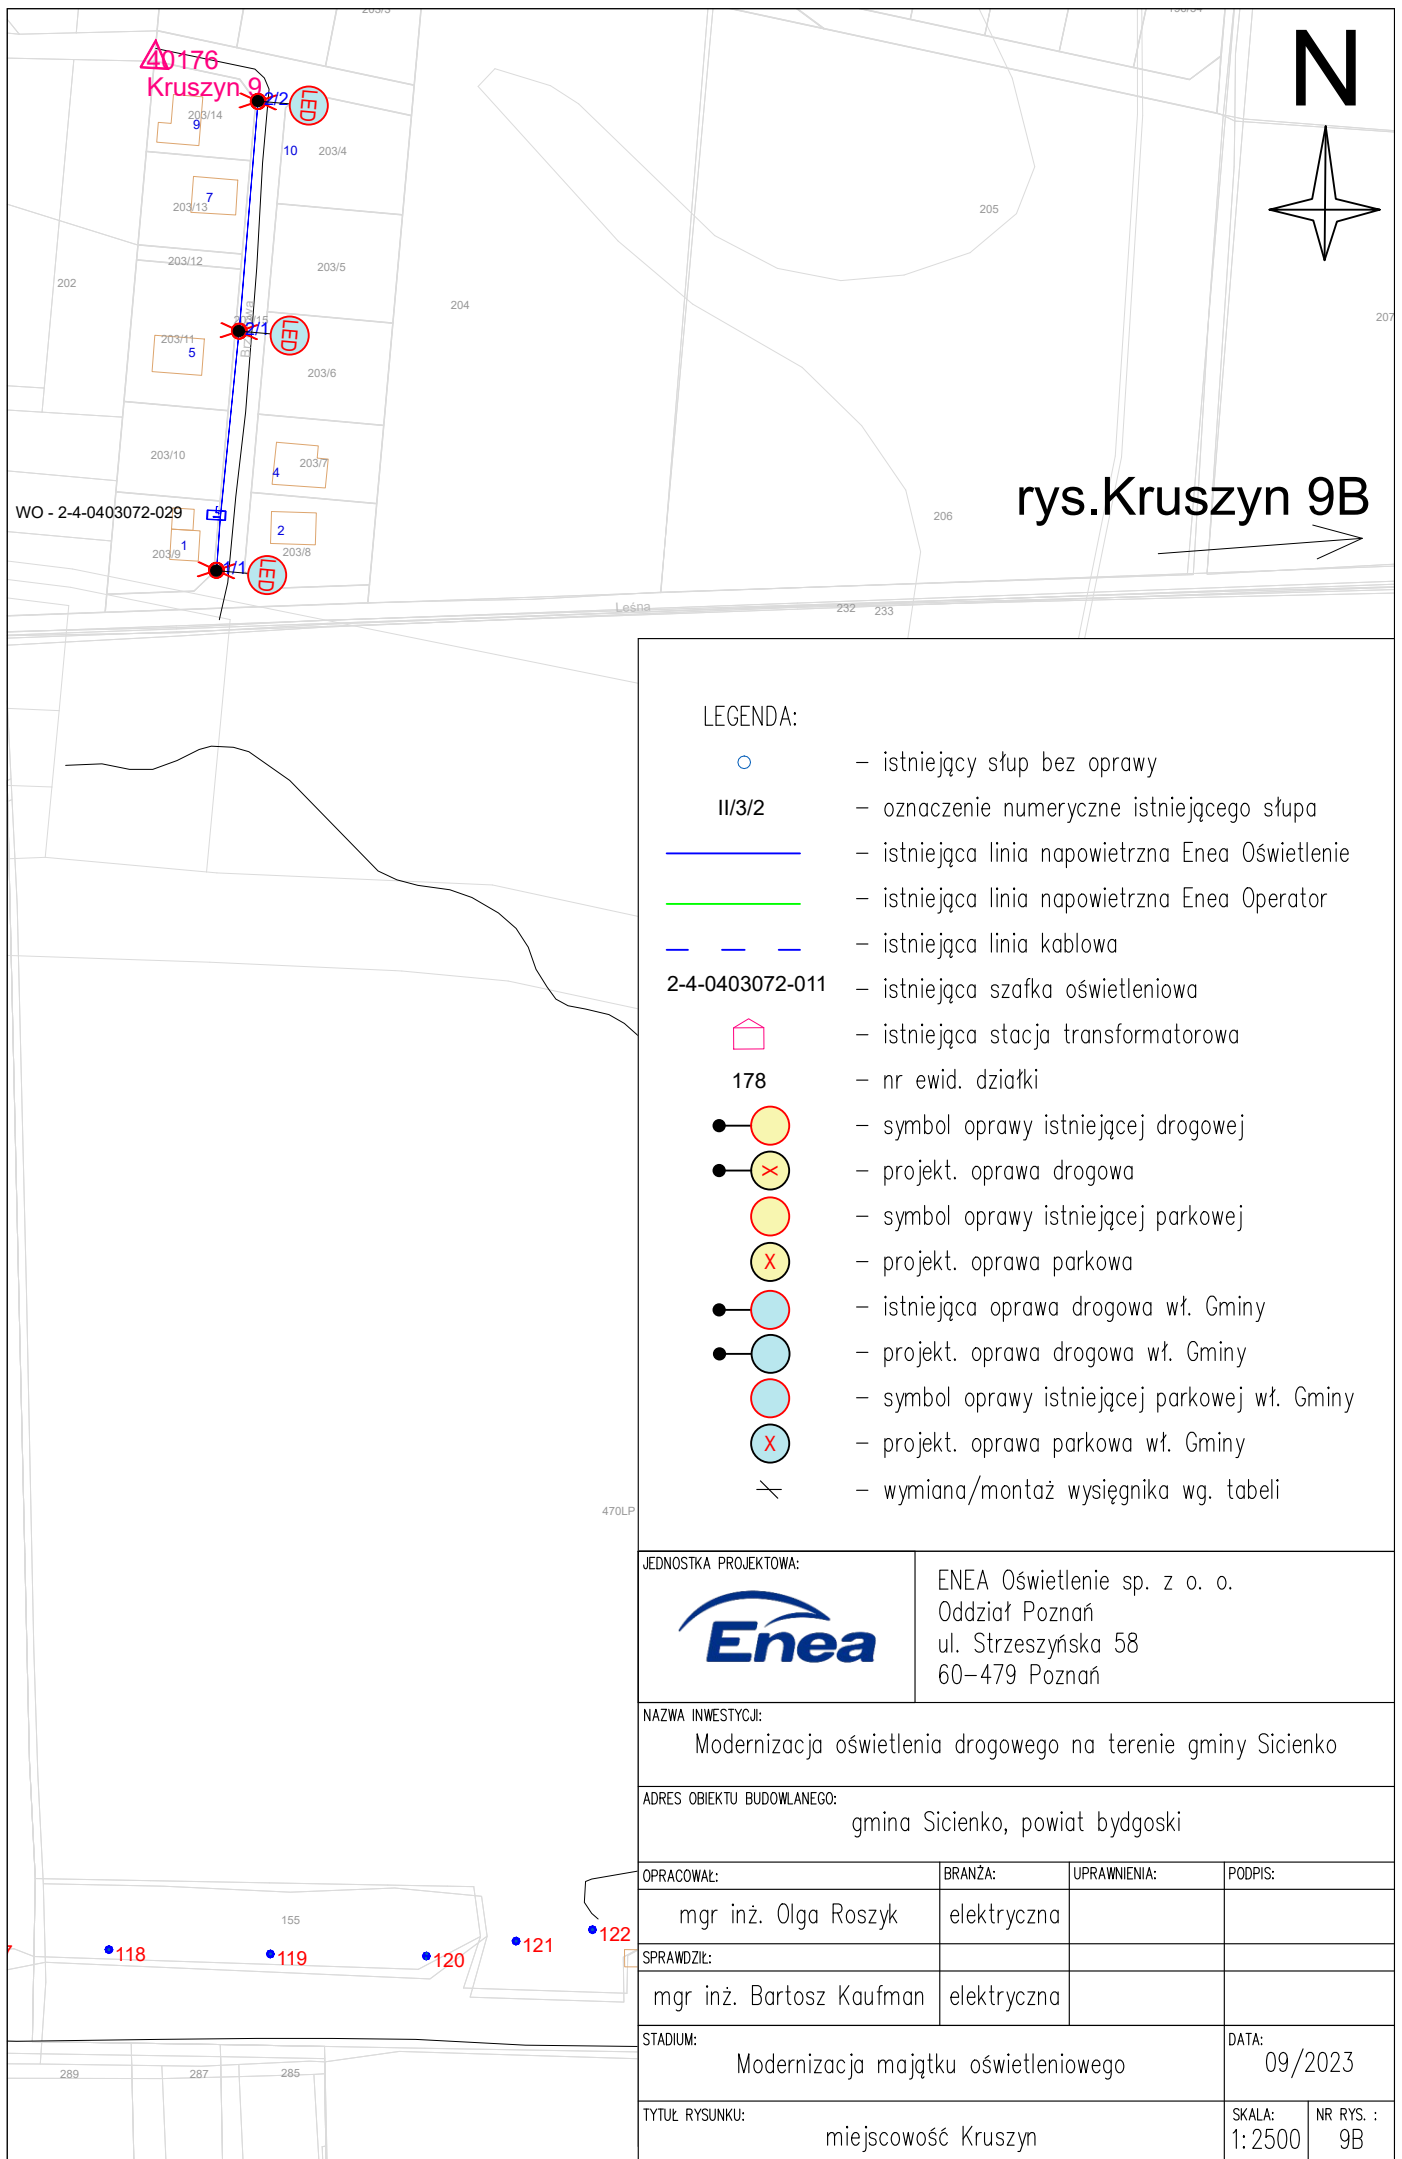 203/3
40176
Kruszyn 9
2/2
LED
203/14
9
10
203/4
N
7
203/13
205
203/12
203/5
202
204
207
203/15
2/1
LED
203/11
5
203/6
203/10
203/7
4
rys.Kruszyn 9B
WO - 2-4-0403072-029
206
2
1
203/9
203/8
1/1
LED
Leśna
232
233
LEGENDA:
– istniejący słup bez oprawy
II/3/2 – oznaczenie numeryczne istniejącego słupa
– istniejąca linia napowietrzna Enea Oświetlenie
– istniejąca linia napowietrzna Enea Operator
– istniejąca linia kablowa
2-4-0403072-011 – istniejąca szafka oświetleniowa
– istniejąca stacja transformatorowa
178 – nr ewid. działki
– symbol oprawy istniejącej drogowej
X – projekt. oprawa drogowa
– symbol oprawy istniejącej parkowej
X – projekt. oprawa parkowa
– istniejąca oprawa drogowa wł. Gminy
– projekt. oprawa drogowa wł. Gminy
– symbol oprawy istniejącej parkowej wł. Gminy
X – projekt. oprawa parkowa wł. Gminy
– wymiana/montaż wysięgnika wg. tabeli
470LP
JEDNOSTKA PROJEKTOWA:
Enea
ENEA Oświetlenie sp. z o. o.
Oddział Poznań
ul. Strzeszyńska 58
60–479 Poznań
NAZWA INWESTYCJI:
Modernizacja oświetlenia drogowego na terenie gminy Sicienko
ADRES OBIEKTU BUDOWLANEGO:
gmina Sicienko, powiat bydgoski
OPRACOWAŁ: BRANŻA: UPRAWNIENIA: PODPIS:
mgr inż. Olga Roszyk elektryczna
SPRAWDZIŁ:
mgr inż. Bartosz Kaufman elektryczna
STADIUM:
Modernizacja majątku oświetleniowego
DATA:
09/2023
TYTUŁ RYSUNKU:
miejscowość Kruszyn
SKALA:
1:2500
NR RYS. :
9B
155
7
118
119
120
121
122
289
287
285